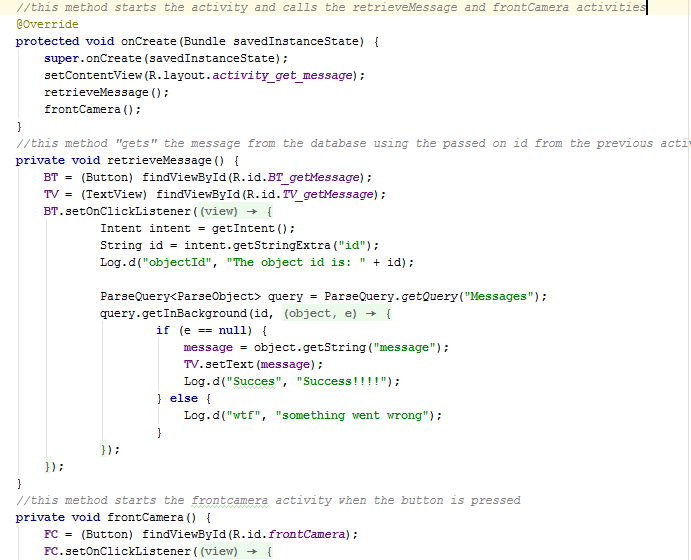 //this method starts the activity and calls the retrieveMessage and frontCamera activities
@Override
protected void onCreate(Bundle savedInstanceState) {
super.onCreate(savedInstanceState);
setContentView(R.layout.activity_get_message);
retrieveMessage();
frontCamera();
}
//this method "gets" the message from the database using the passed on id from the previous activ
private void retrieveMessage() {
BT = (Button) findViewById(R.id.BT_getMessage);
TV = (TextView) findViewById(R.id.TV_getMessage);
BT.setOnClickListener((view) → {
Intent intent = getIntent();
String id = intent.getStringExtra("id");
Log.d("objectId", "The object id is: " + id);
ParseQuery<ParseObject> query = ParseQuery.getQuery("Messages");
query.getInBackground(id, (object, e) → {
if (e == null) {
message = object.getString("message");
TV.setText(message);
Log.d("Succes", "Success!!!!");
} else {
Log.d("wtf", "something went wrong");
}
});
});
}
//this method starts the frontcamera activity when the button is pressed
private void frontCamera() {
FC = (Button) findViewById(R.id.frontCamera);
FC.setOnClickListener((view) → {